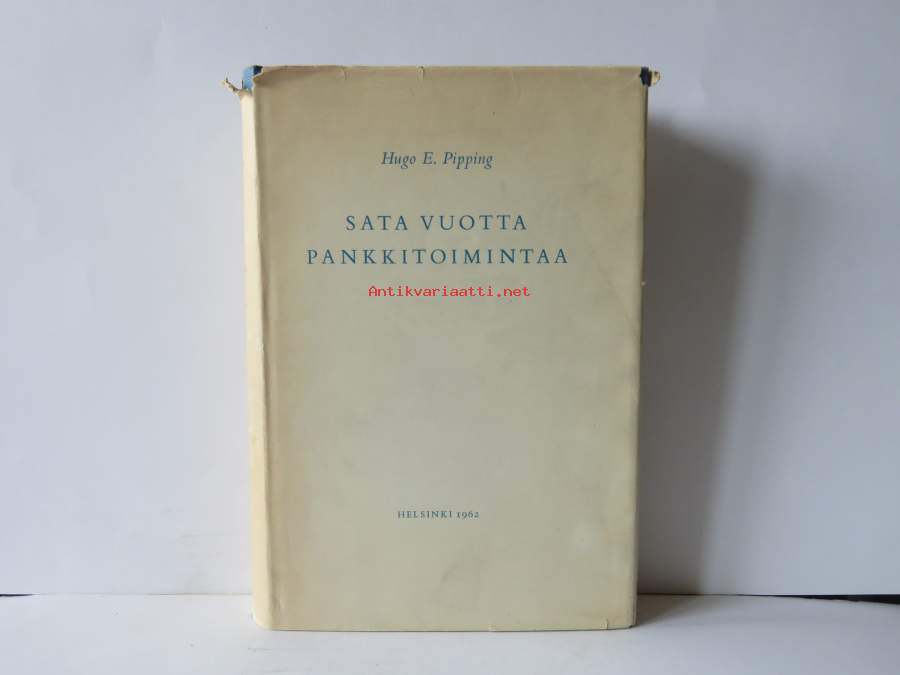 Hugo E. Pipping
SATA VUOTTA
PANKKITOIMINTAA
Antikvariaatti.net
HELSINKI 1962